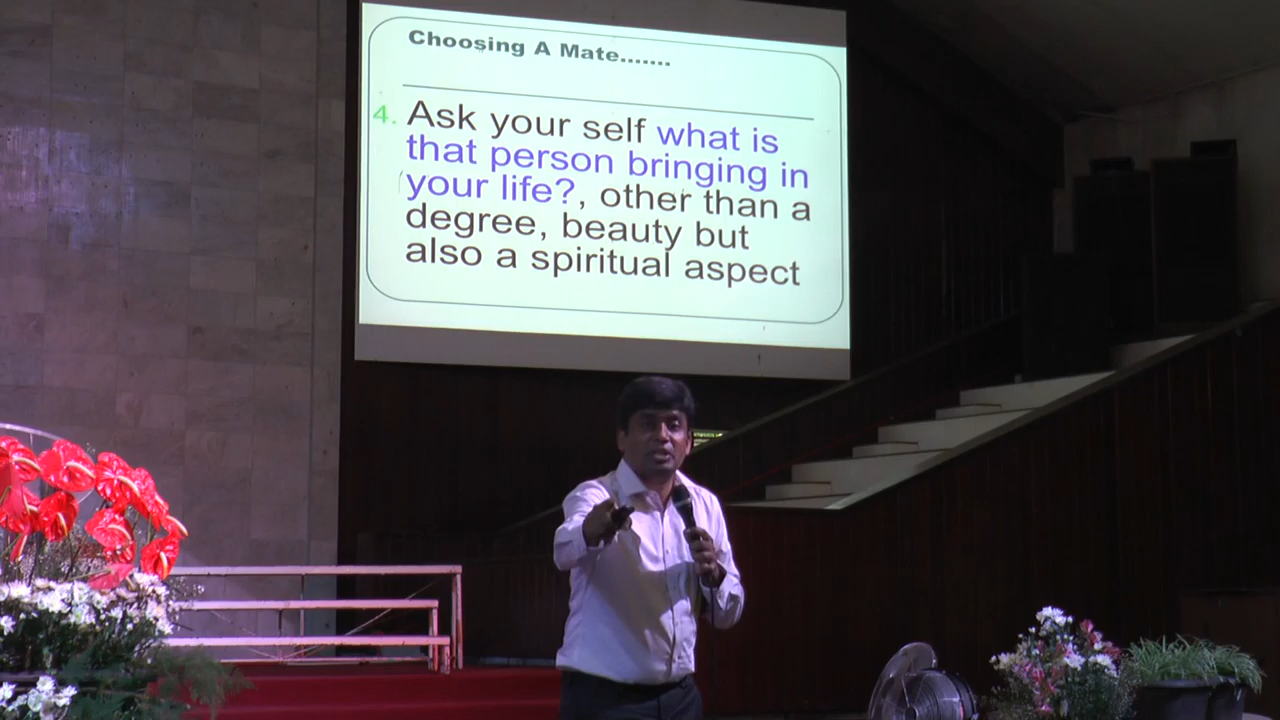 Choosing A Mate.......
4. Ask your self what is
that person bringing in
your life?, other than a
degree, beauty but
also a spiritual aspect